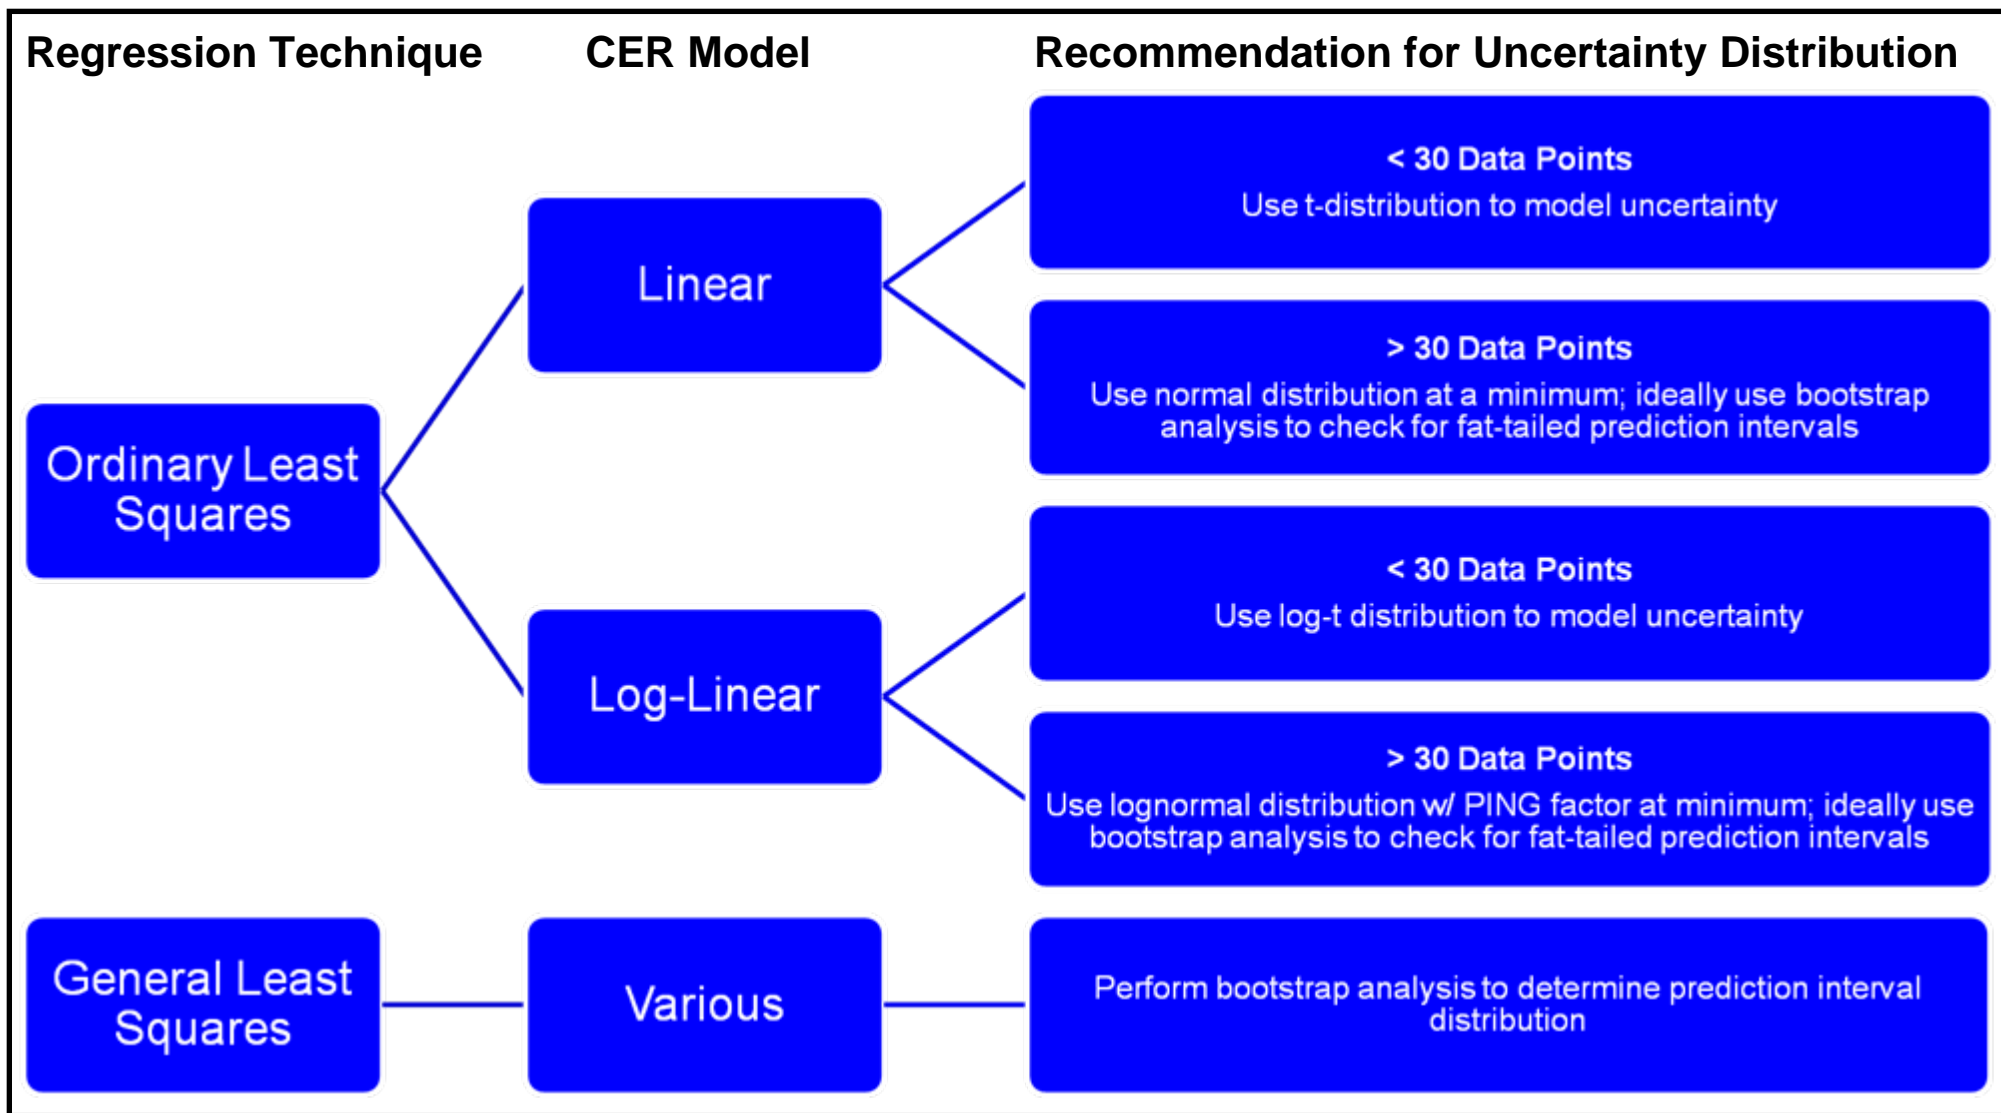 Regression Technique
CER Model
Recommendation for Uncertainty Distribution
Ordinary Least
Squares
Linear
< 30 Data Points
Use t-distribution to model uncertainty
> 30 Data Points
Use normal distribution at a minimum; ideally use bootstrap
analysis to check for fat-tailed prediction intervals
Log-Linear
< 30 Data Points
Use log-t distribution to model uncertainty
> 30 Data Points
Use lognormal distribution w/ PING factor at minimum; ideally use
bootstrap analysis to check for fat-tailed prediction intervals
General Least
Squares
Various
Perform bootstrap analysis to determine prediction interval
distribution